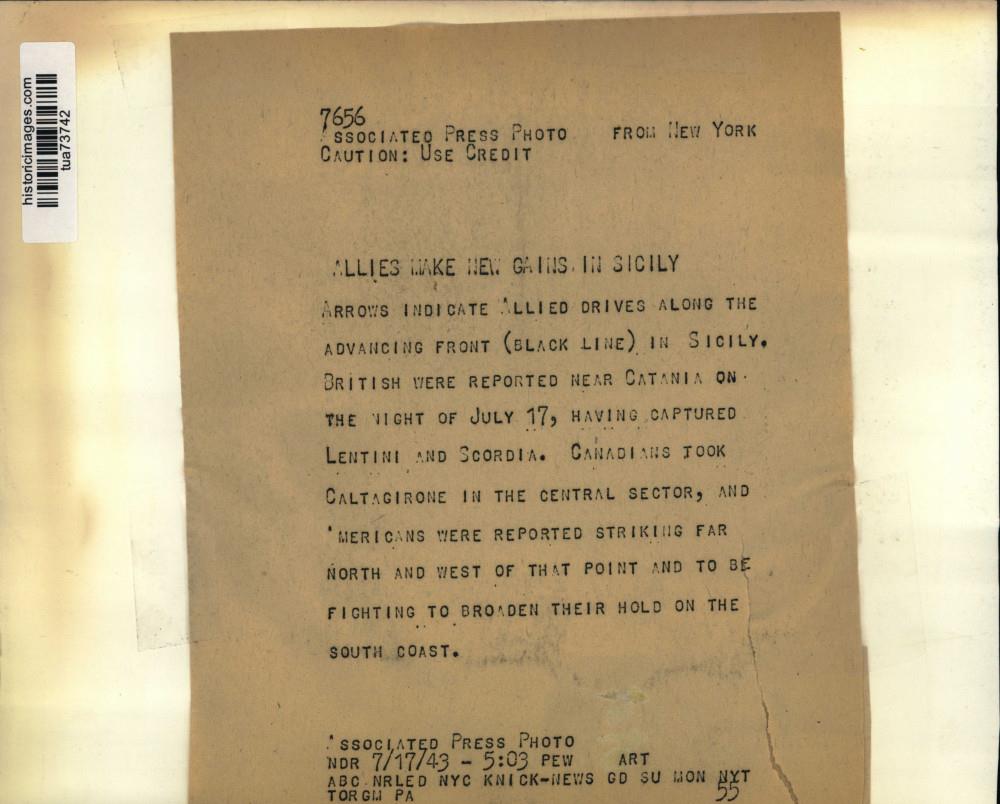 historicimages.com
tua73742
7656
ASSOCIATED PRESS PHOTO FROM NEW YORK
CAUTION: USE CREDIT
ALLIES MAKE NEW GAINS IN SICILY
ARROWS INDICATE ALLIED DRIVES ALONG THE
ADVANCING FRONT (BLACK LINE) IN SICILY.
BRITISH WERE REPORTED NEAR CATANIA ON
THE NIGHT OF JULY 17, HAVING CAPTURED
LENTINI AND SCORDIA. CANADIANS TOOK
CALTAGIRONE IN THE CENTRAL SECTOR, AND
AMERICANS WERE REPORTED STRIKING FAR
NORTH AND WEST OF THAT POINT AND TO BE
FIGHTING TO BROADEN THEIR HOLD ON THE
SOUTH COAST.
ASSOCIATED PRESS PHOTO
NDR 7/17/43 - 5:03 PEW ART
ABC NRLED NYC KNICK-NEWS GD SU MON NYT
TOR GM PA 55